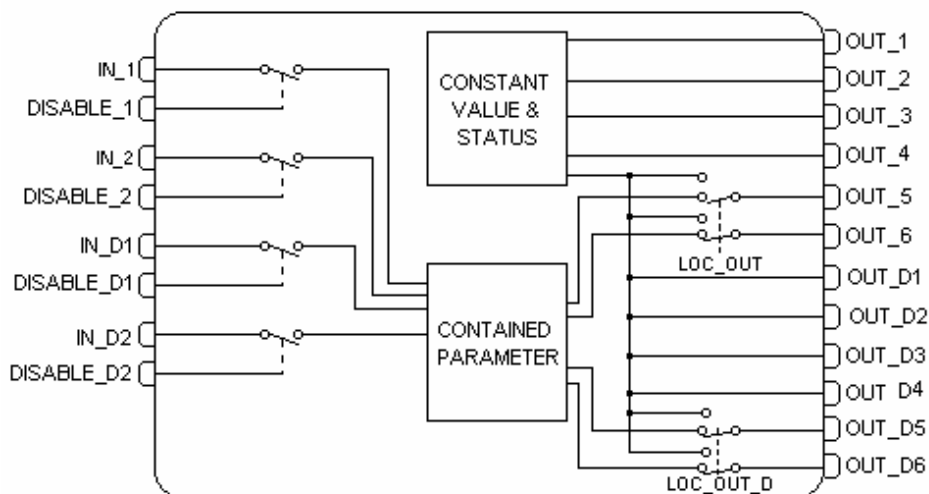 IN_1
DISABLE_1
IN_2
DISABLE_2
IN_D1
DISABLE_D1
IN_D2
DISABLE_D2
CONSTANT
VALUE &
STATUS
CONTAINED
PARAMETER
LOC_OUT
LOC_OUT_D
OUT_1
OUT_2
OUT_3
OUT_4
OUT_5
OUT_6
OUT_D1
OUT_D2
OUT_D3
OUT D4
OUT_D5
OUT_D6